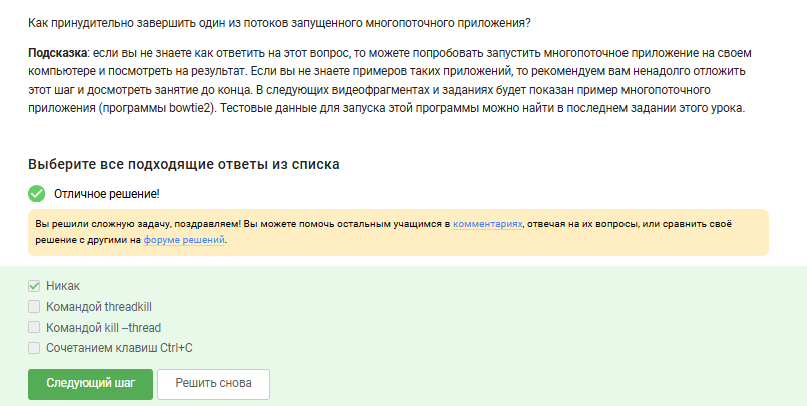 Как принудительно завершить один из потоков запущенного многопоточного приложения?
Подсказка: если вы не знаете как ответить на этот вопрос, то можете попробовать запустить многопоточное приложение на своем
компьютере и посмотреть на результат. Если вы не знаете примеров таких приложений, то рекомендуем вам ненадолго отложить
этот шаг и досмотреть занятие до конца. В следующих видеофрагментах и заданиях будет показан пример многопоточного
приложения (программы bowtie2). Тестовые данные для запуска этой программы можно найти в последнем задании этого урока.
Выберите все подходящие ответы из списка
Отличное решение!
Вы решили сложную задачу, поздравляем! Вы можете помочь остальным учащимся в комментариях, отвечая на их вопросы, или сравнить своё
решение с другими на форуме решений.
Никак
Командой threadkill
Командой kill --thread
Сочетанием клавиш Ctrl+C
Следующий шаг
Решить снова